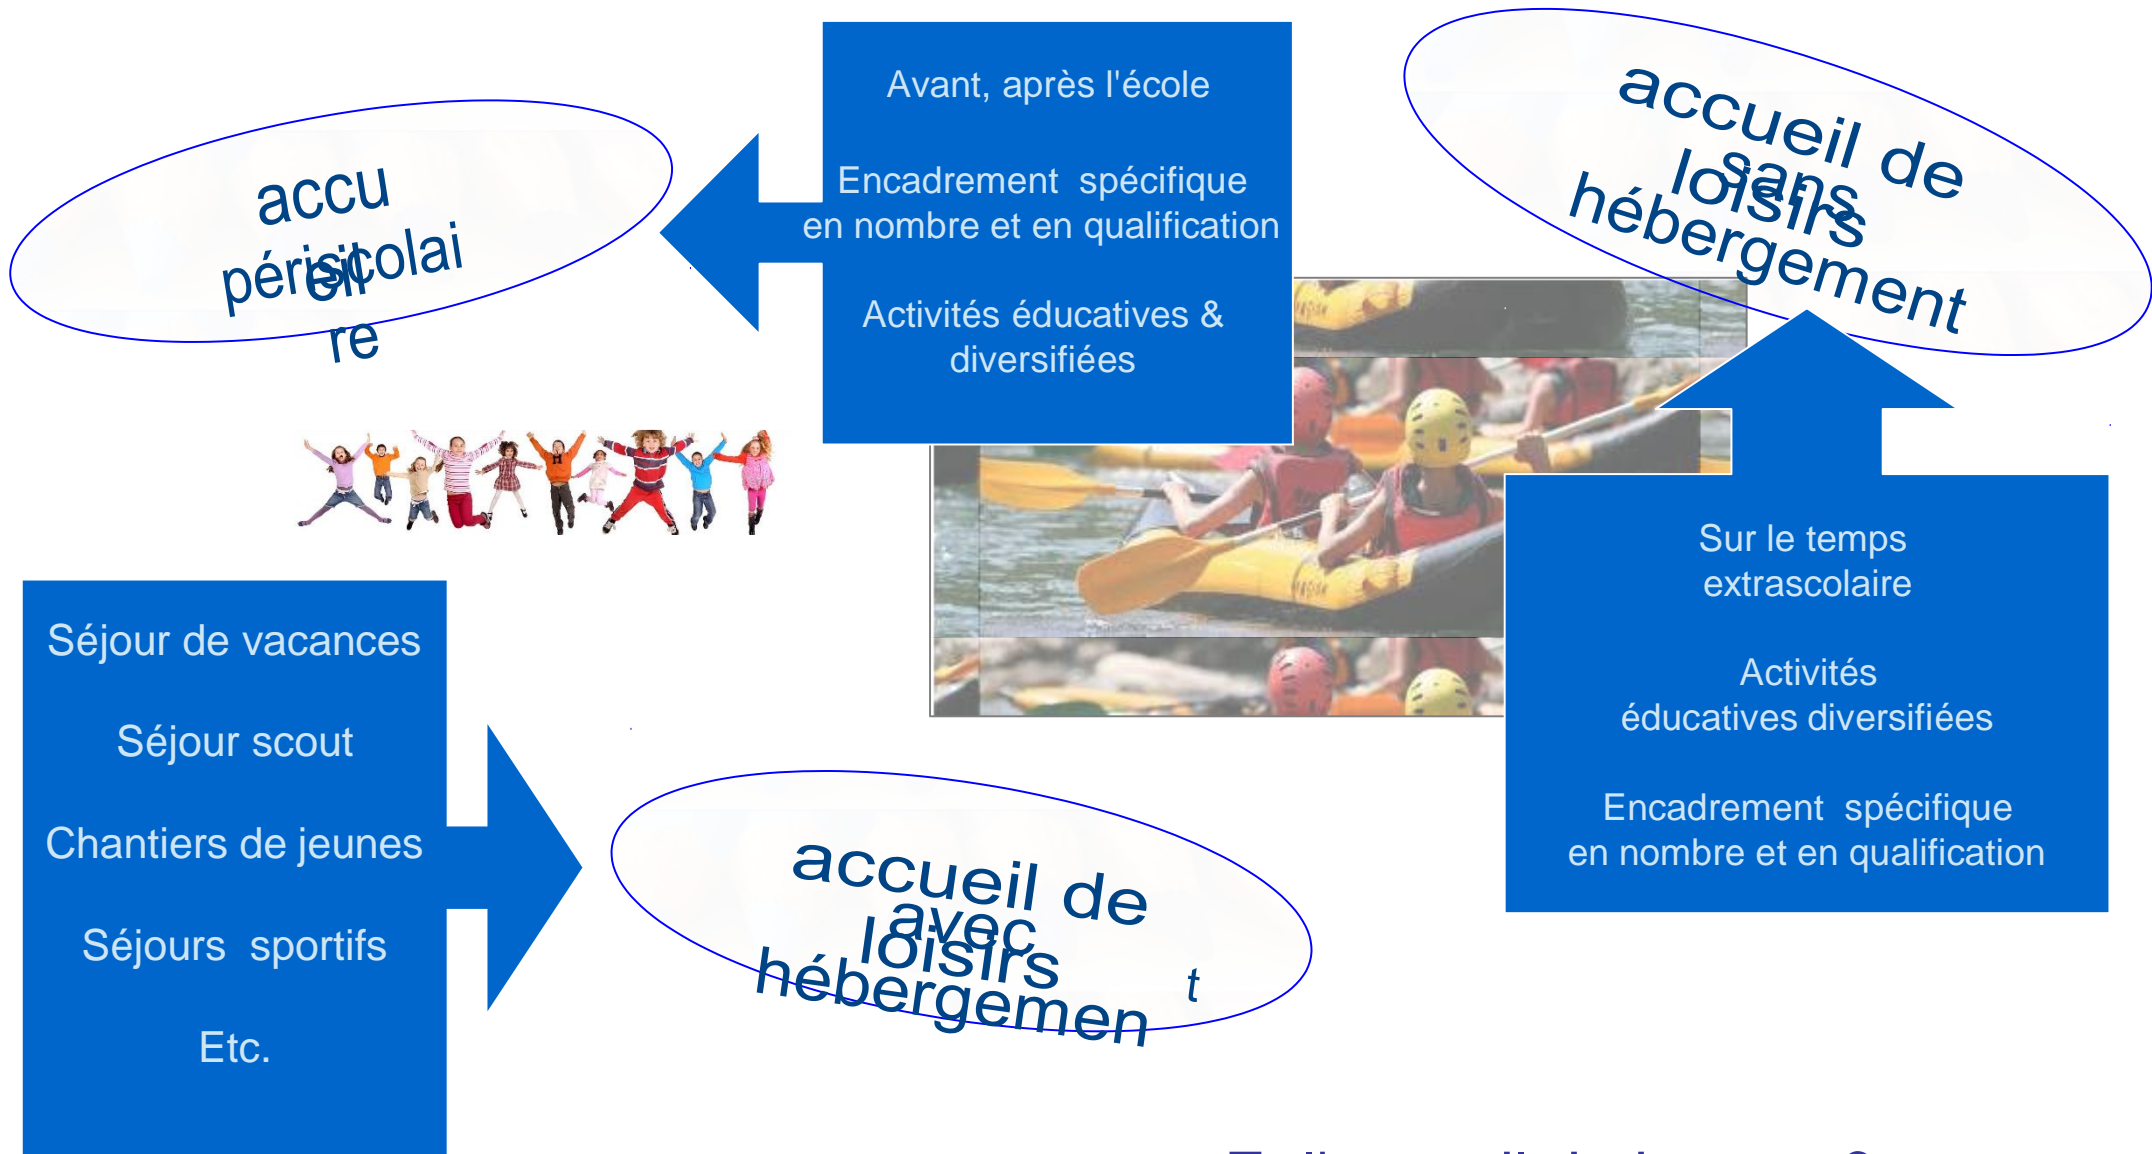 Avant, après l'école
Encadrement  spécifique
en nombre et en qualification
Activités éducatives &
diversifiées
accu
eil
périscolai
re
accueil de
loisirs
sans
hébergement
Sur le temps
extrascolaire
Activités
éducatives diversifiées
Encadrement  spécifique
en nombre et en qualification
Séjour de vacances
Séjour scout
Chantiers de jeunes
Séjours  sportifs
Etc.
accueil de
loisirs
avec
hébergemen
t